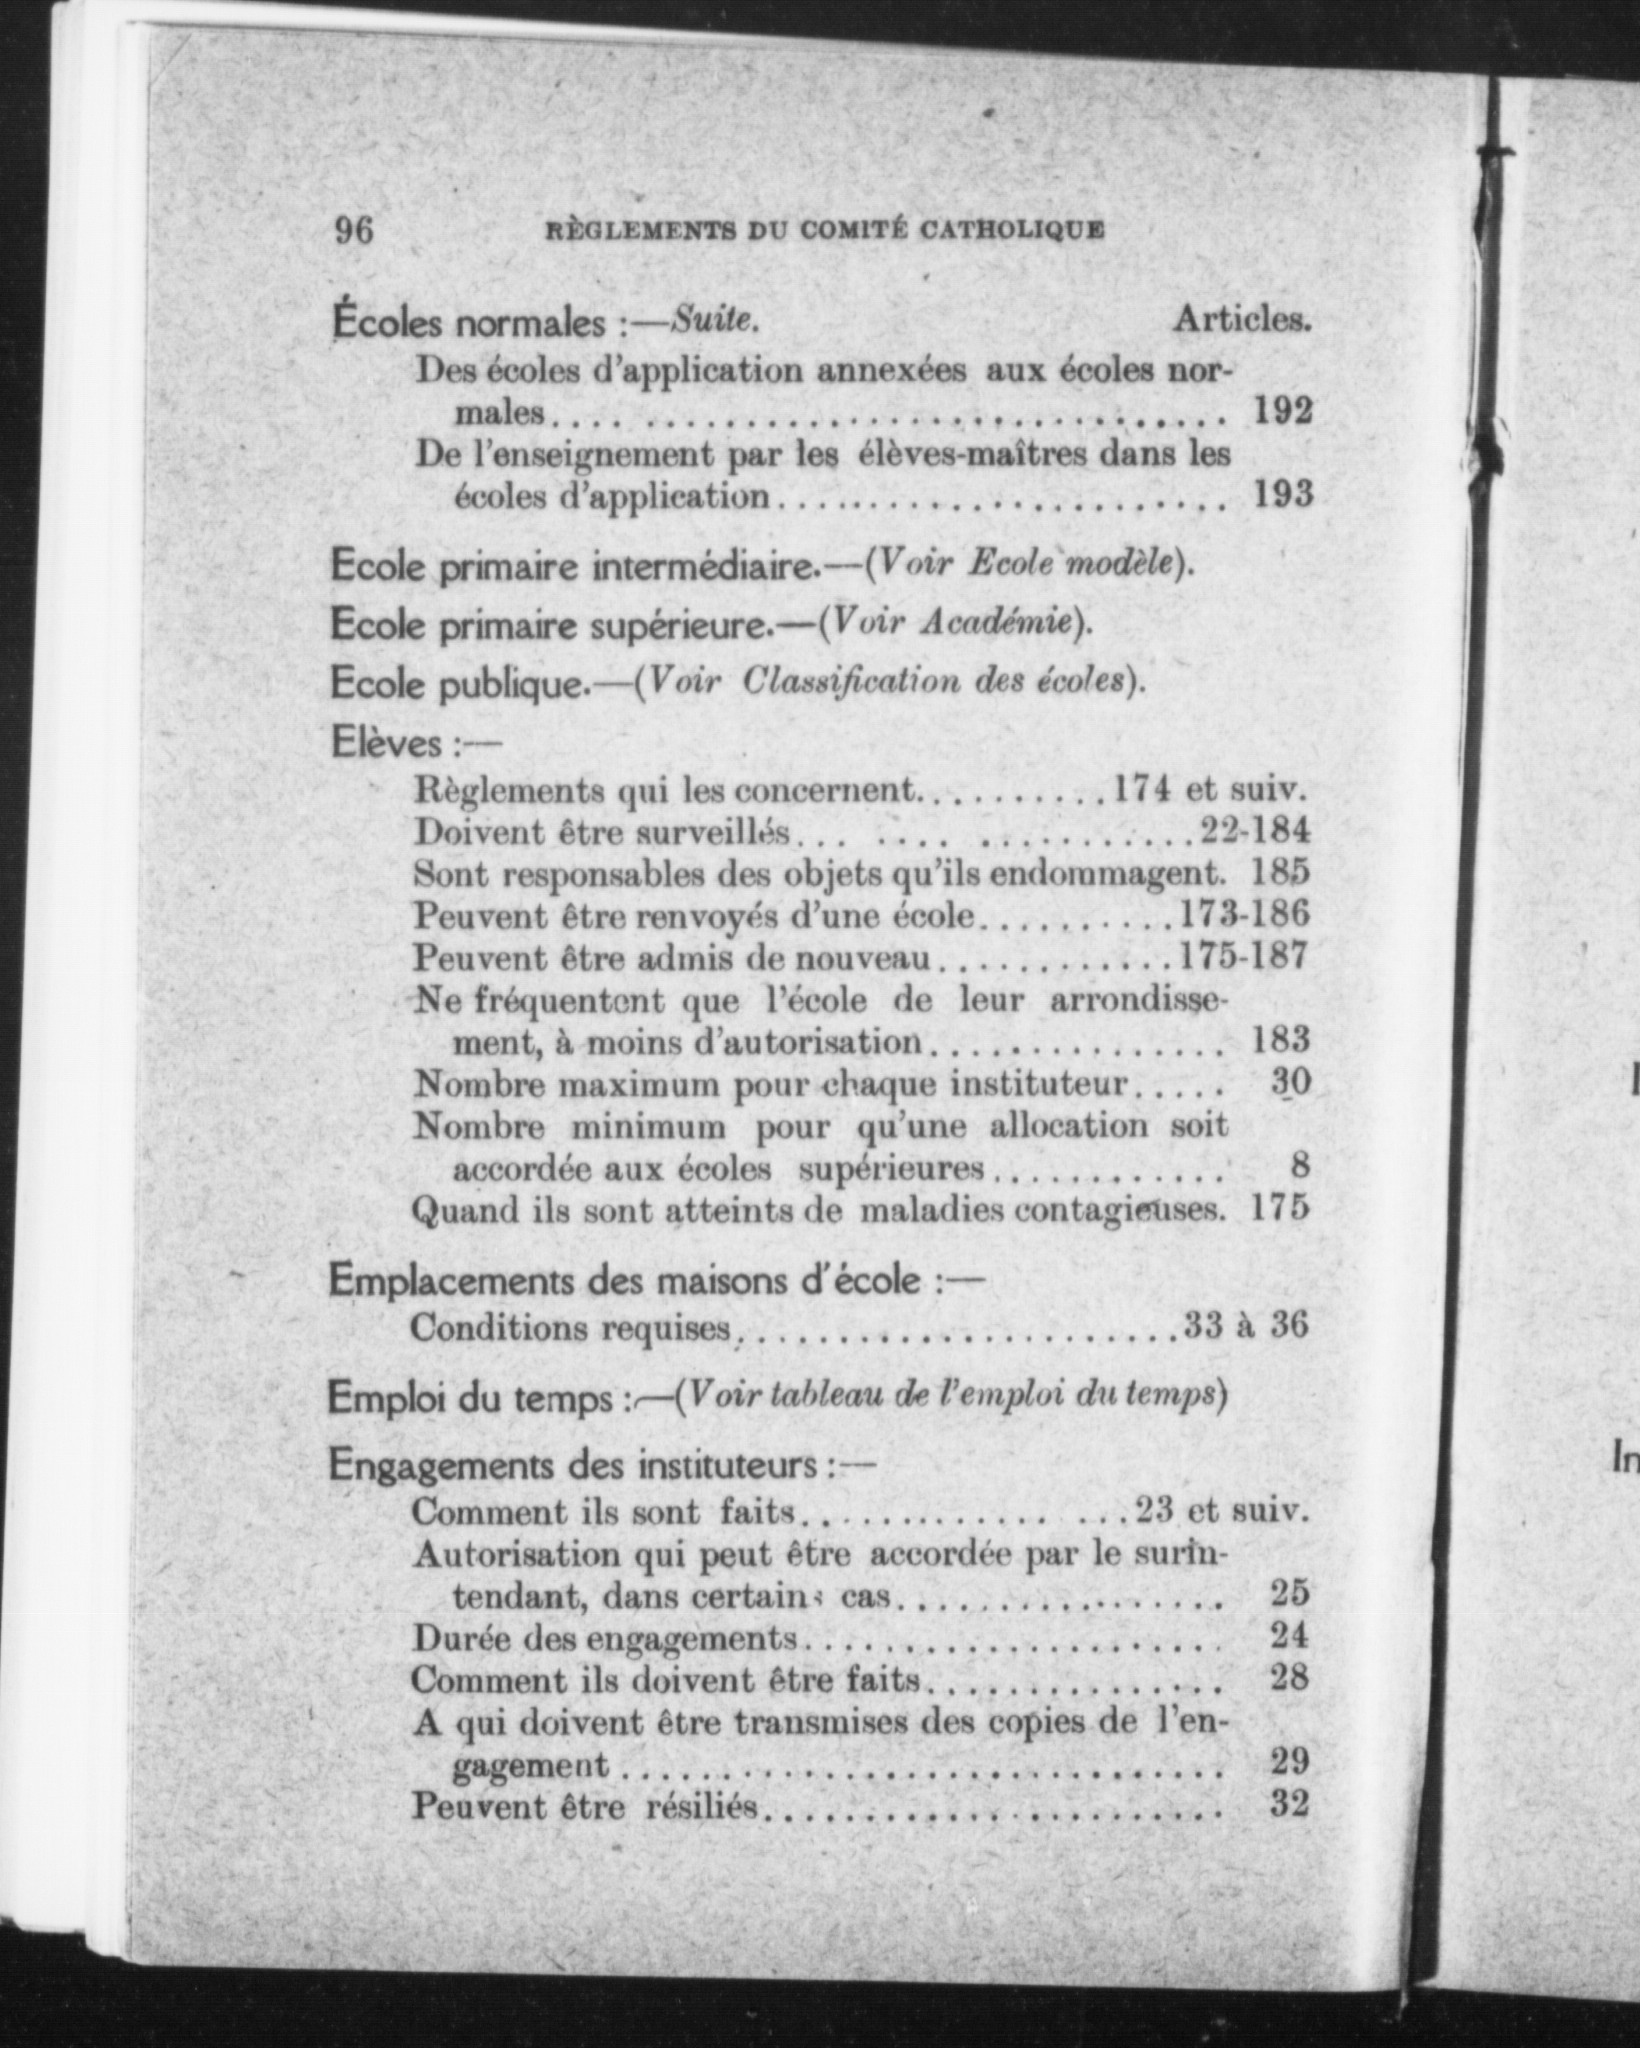 96 RÈGLEMENTS DU COMITÉ CATHOLIQUE
Écoles normales :—Suite. Articles.
Des écoles d'application annexées aux écoles nor-
males.... ............................. 192
De l'enseignement par les élèves-maîtres dans les
écoles d'application....................... 193
Ecole primaire intermédiaire.—(Voir Ecole modèle).
Ecole primaire supérieure.—(Voir Académie).
Ecole publique.—(Voir Classification des écoles).
Elèves :—
Règlements qui les concernent..........174 et suiv.
Doivent être surveillés... .... ...........22-184
Sont responsables des objets qu'ils endommagent. 185
Peuvent être renvoyés d'une école..........173-186
Peuvent être admis de nouveau............175-187
Ne fréquentent que l'école de leur arrondisse-
ment, à moins d'autorisation............... 183
Nombre maximum pour chaque instituteur..... 30
Nombre minimum pour qu'une allocation soit
accordée aux écoles supérieures............ 8
Quand ils sont atteints de maladies contagieuses. 175
Emplacements des maisons d'école :—
Conditions requises......................33 à 36
Emploi du temps :—(Voir tableau de l'emploi du temps)
Engagements des instituteurs :—
Comment ils sont faits............. ...23 et suiv.
Autorisation qui peut être accordée par le surin-
tendant, dans certains cas................. 25
Durée des engagements..................... 24
Comment ils doivent être faits............... 28
A qui doivent être transmises des copies de l'en-
gagement .............................. 29
Peuvent être résiliés....................... 32
In